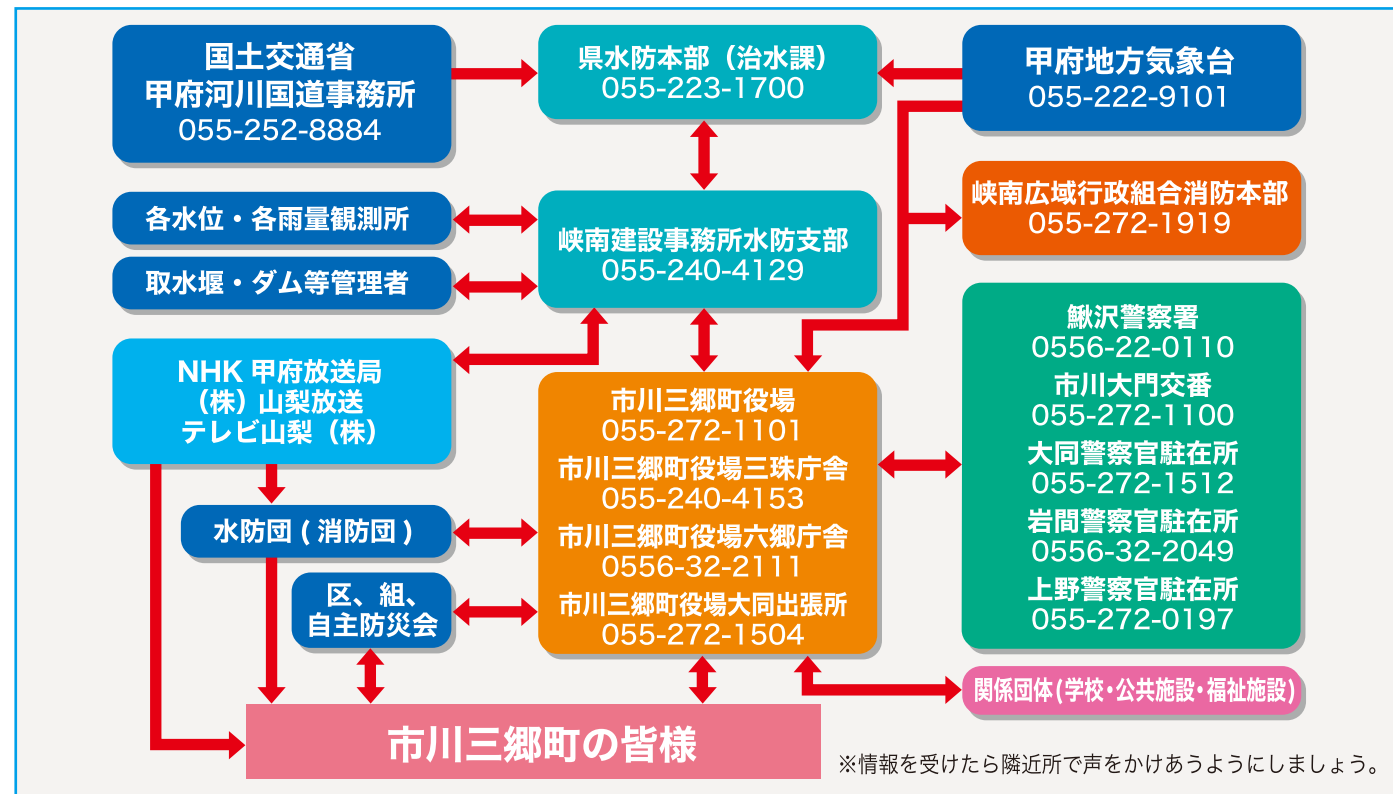 国土交通省
甲府河川国道事務所
055-252-8884
県水防本部（治水課）
055-223-1700
甲府地方気象台
055-222-9101
各水位・各雨量観測所
取水堰・ダム等管理者
峡南建設事務所水防支部
055-240-4129
峡南広域行政組合消防本部
055-272-1919
NHK 甲府放送局
（株）山梨放送
テレビ山梨（株）
水防団 ( 消防団 )
区、組、
自主防災会
市川三郷町役場
055-272-1101
市川三郷町役場三珠庁舎
055-240-4153
市川三郷町役場六郷庁舎
0556-32-2111
市川三郷町役場大同出張所
055-272-1504
鰍沢警察署
0556-22-0110
市川大門交番
055-272-1100
大同警察官駐在所
055-272-1512
岩間警察官駐在所
0556-32-2049
上野警察官駐在所
055-272-0197
関係団体(学校・公共施設・福祉施設)
市川三郷町の皆様
※情報を受けたら隣近所で声をかけあうようにしましょう。